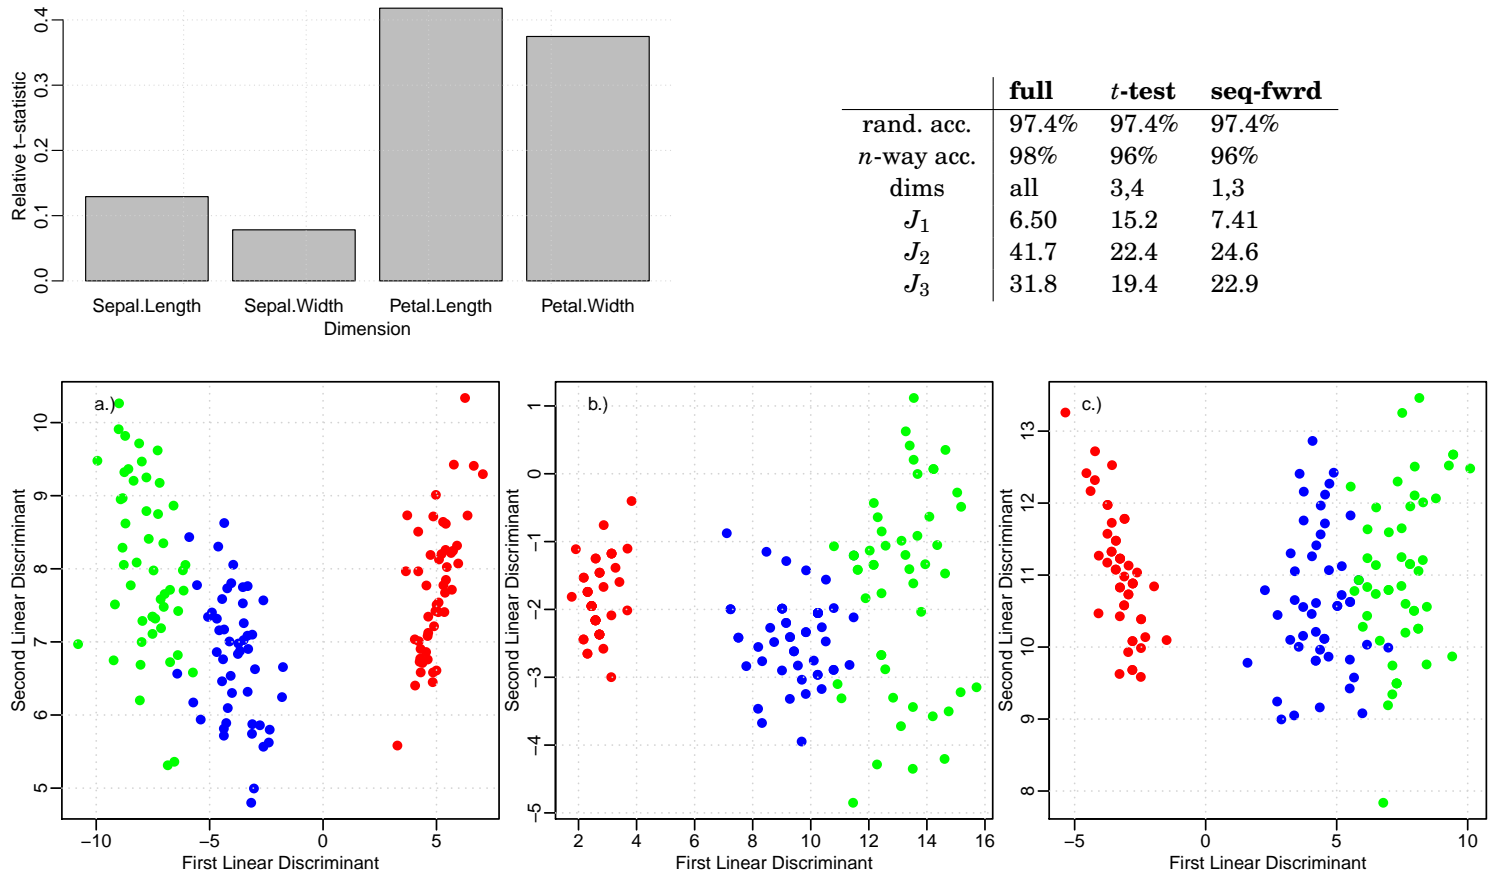 0.0 0.1 0.2 0.3 0.4
Relative t−statistic
Sepal.Length Sepal.Width Petal.Length Petal.Width
Dimension
full t-test seq-fwrd
rand. acc. 97.4% 97.4% 97.4%
n-way acc. 98% 96% 96%
dims all 3,4 1,3
J1 6.50 15.2 7.41
J2 41.7 22.4 24.6
J3 31.8 19.4 22.9
a.)
5 6 7 8 9 10
Second Linear Discriminant
−10 −5 0 5
First Linear Discriminant
b.)
−5 −4 −3 −2 −1 0 1
Second Linear Discriminant
2 4 6 8 10 12 14 16
First Linear Discriminant
c.)
8 9 10 11 12 13
Second Linear Discriminant
−5 0 5 10
First Linear Discriminant